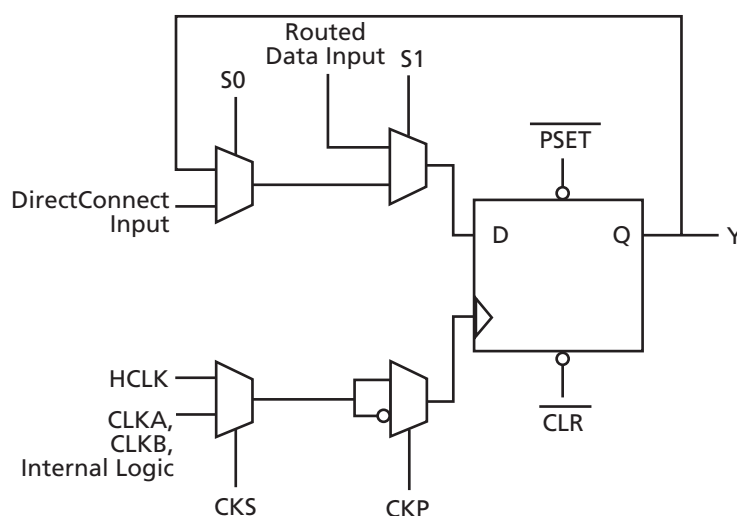 Routed
Data Input
S1
S0
PSET
DirectConnect
Input
D
Q
Y
HCLK
CLKA,
CLKB,
Internal Logic
CLR
CKS
CKP